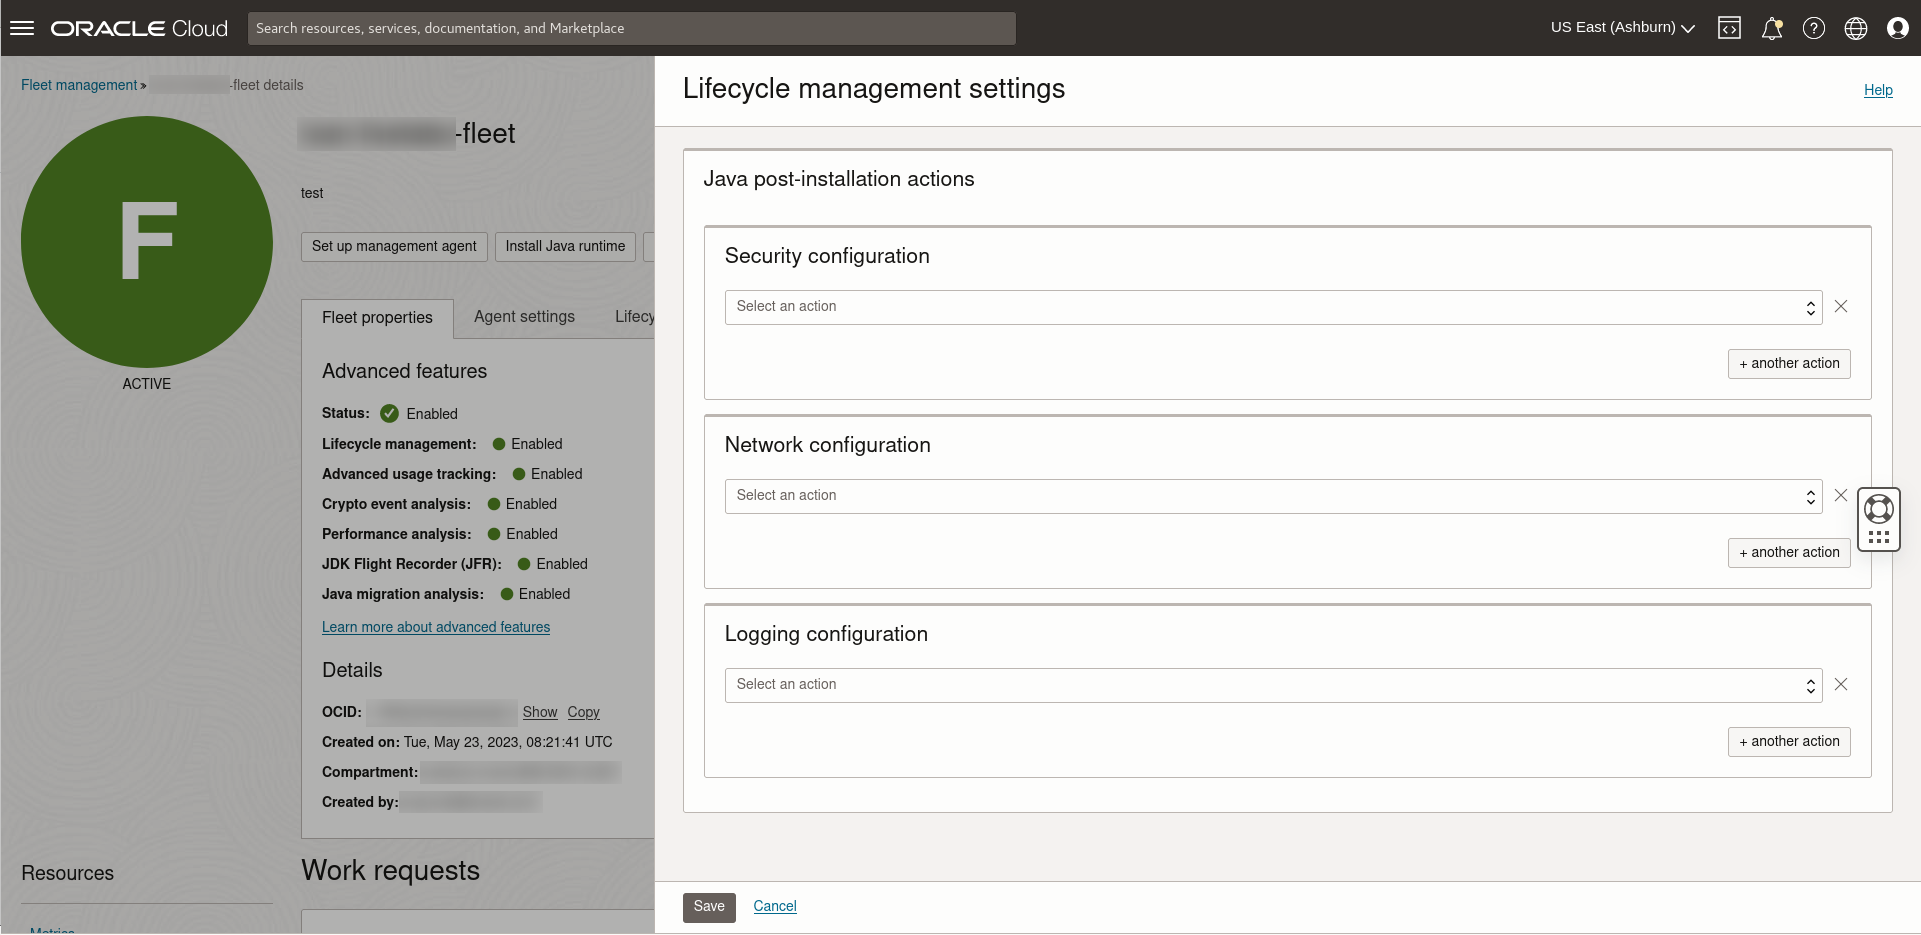 ORACLE Cloud
Search resources, services, documentation, and Marketplace
US East (Ashburn)
Fleet management » -fleet details
F
ACTIVE
-fleet
test
Set up management agent
Install Java runtime
Fleet properties
Agent settings
Lifecy
Advanced features
Status: Enabled
Lifecycle management: Enabled
Advanced usage tracking: Enabled
Crypto event analysis: Enabled
Performance analysis: Enabled
JDK Flight Recorder (JFR): Enabled
Java migration analysis: Enabled
Learn more about advanced features
Details
OCID: Show Copy
Created on: Tue, May 23, 2023, 08:21:41 UTC
Compartment:
Created by:
Resources
Metrics
Work requests
Lifecycle management settings
Help
Java post-installation actions
Security configuration
Select an action
+ another action
Network configuration
Select an action
+ another action
Logging configuration
Select an action
+ another action
Save
Cancel